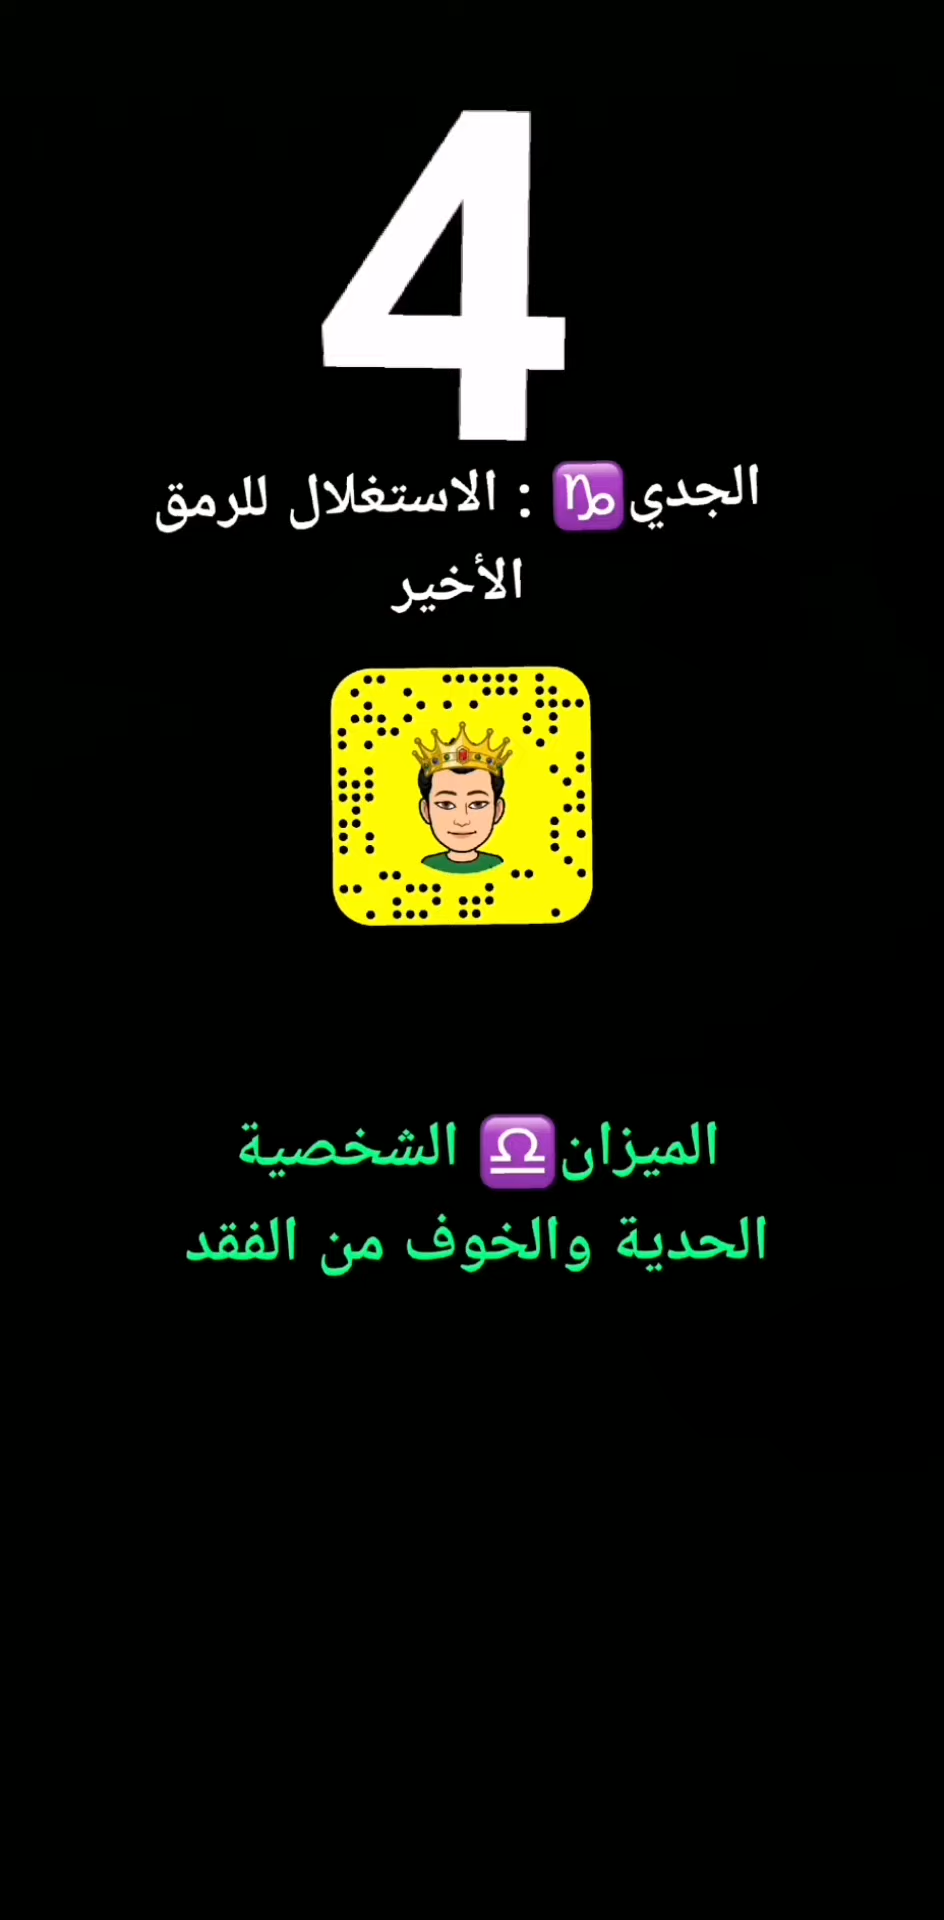 4
الجدي♑ : الاستغلال للرمق
الأخير
الميزان♎ الشخصية
الحدية والخوف من الفقد